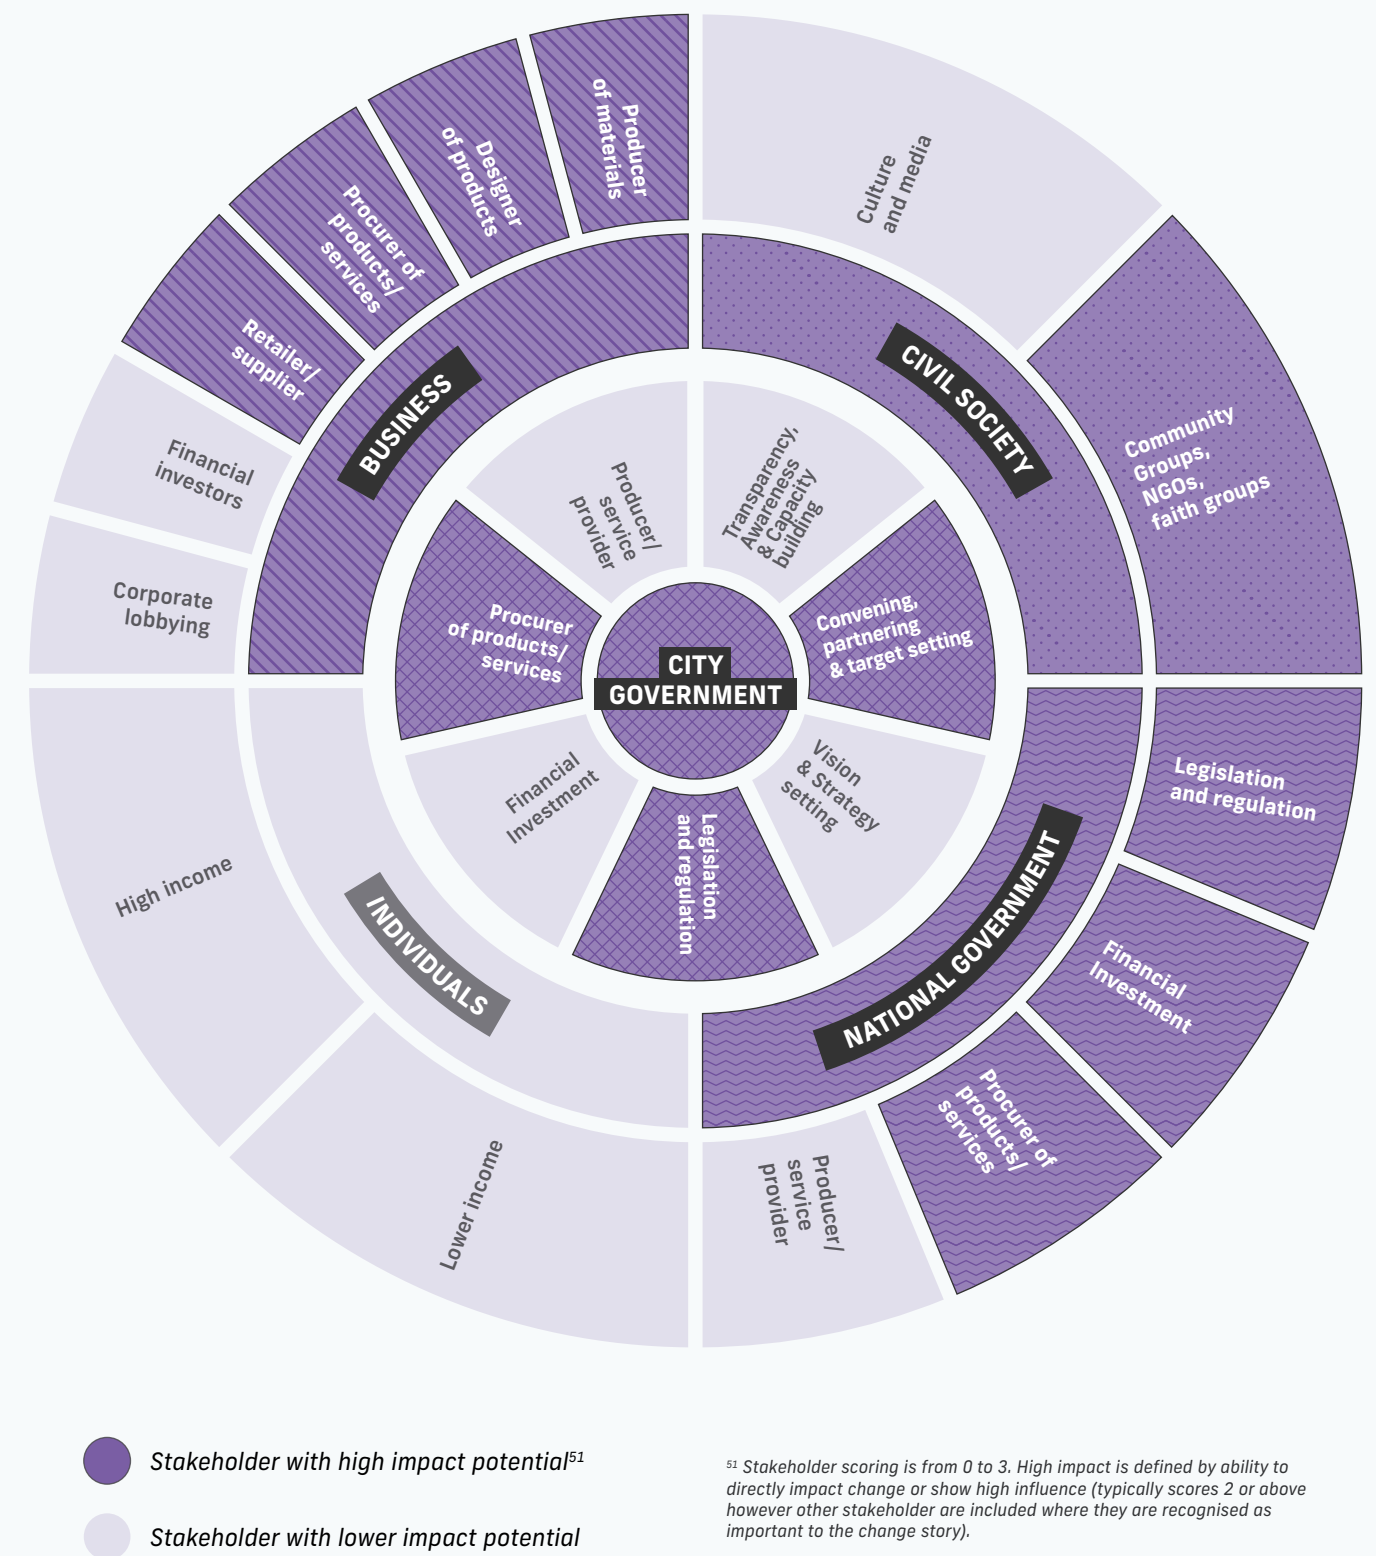 Producer
of materials
Designer
of products
Procurer of
products/
services
Retailer/
supplier
Financial
investors
Corporate
lobbying
BUSINESS
Culture
and media
Community
Groups,
NGOs,
faith groups
CIVIL SOCIETY
Producer/
service
provider
Transparency,
Awareness
& Capacity
building
Procurer
of products/
services
Convening,
partnering
& target setting
CITY
GOVERNMENT
Financial
Investment
Legislation
and regulation
Vision
& Strategy
setting
High income
Lower income
INDIVIDUALS
NATIONAL GOVERNMENT
Legislation
and regulation
Financial
Investment
Procurer of
products/
services
Producer/
service
provider
Stakeholder with high impact potential⁵¹
Stakeholder with lower impact potential
⁵¹ Stakeholder scoring is from 0 to 3. High impact is defined by ability to
directly impact change or show high influence (typically scores 2 or above
however other stakeholder are included where they are recognised as
important to the change story).